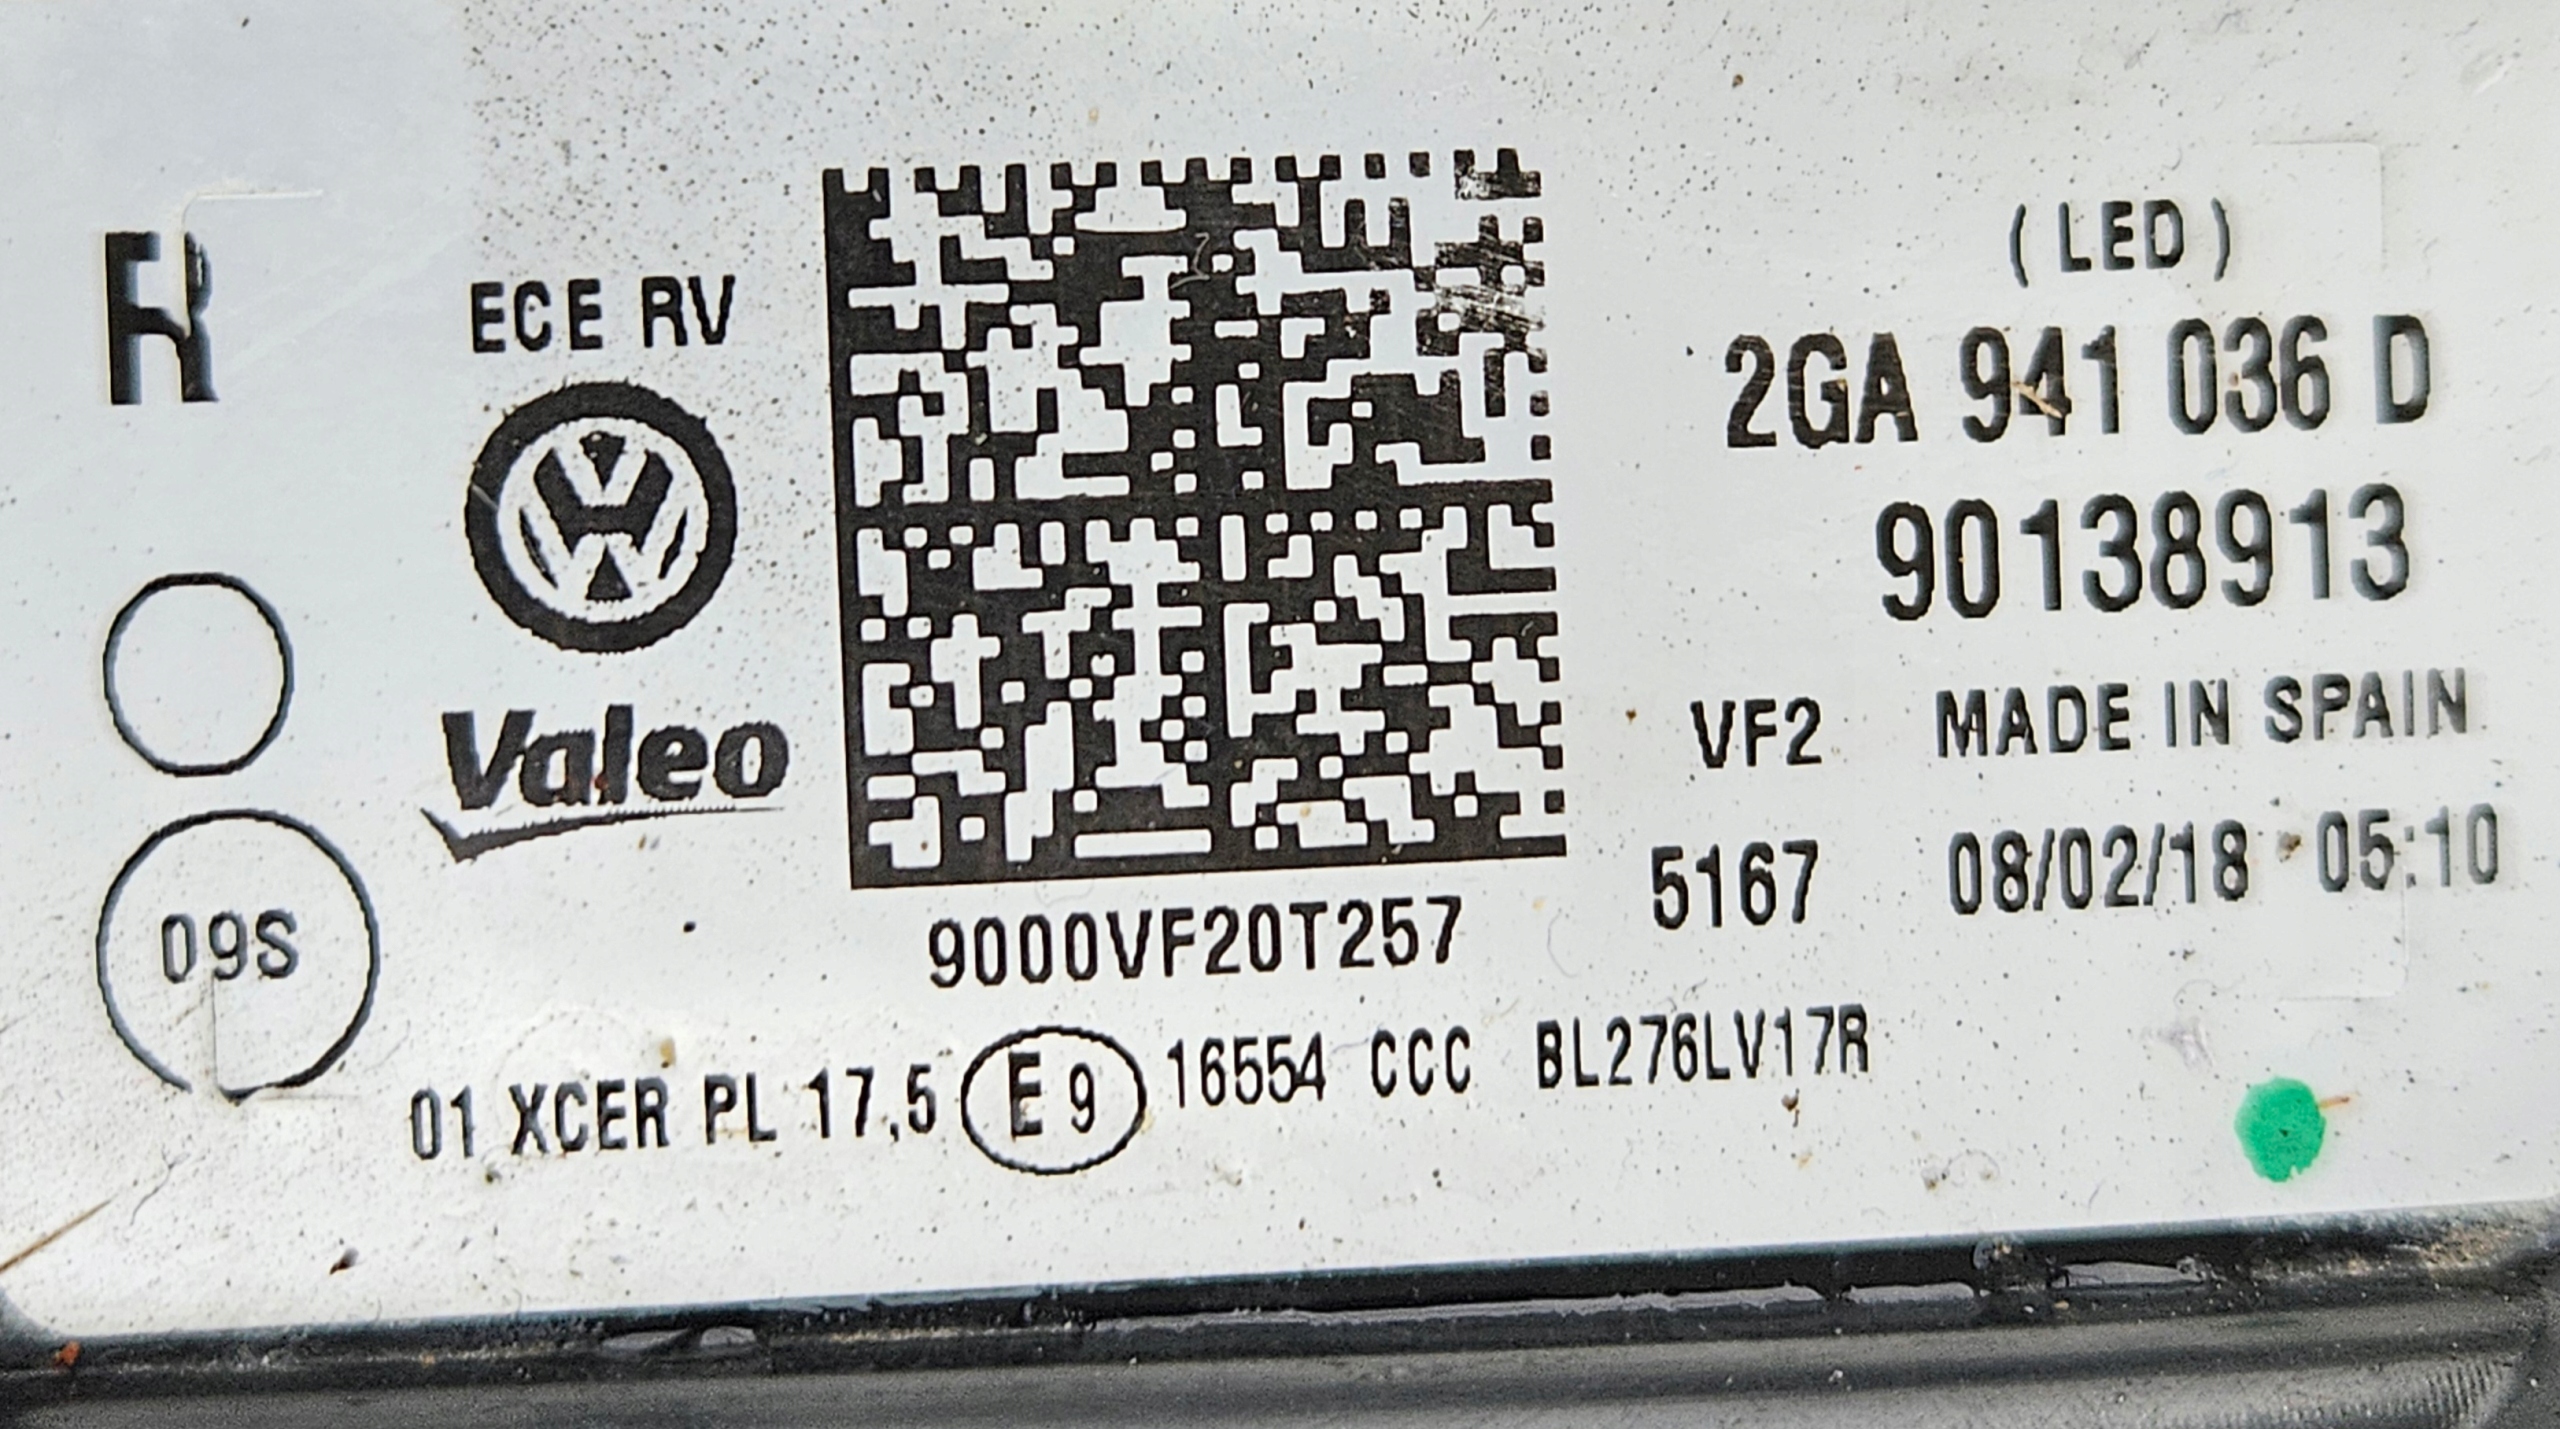 R
ECE RV
Valeo
09S
(LED)
2GA 941 036 D
90138913
VF2 MADE IN SPAIN
5167 08/02/18 05:10
9000VF20T257
01 XCER PL 17,5 E 9 16554 CCC BL276LV17R